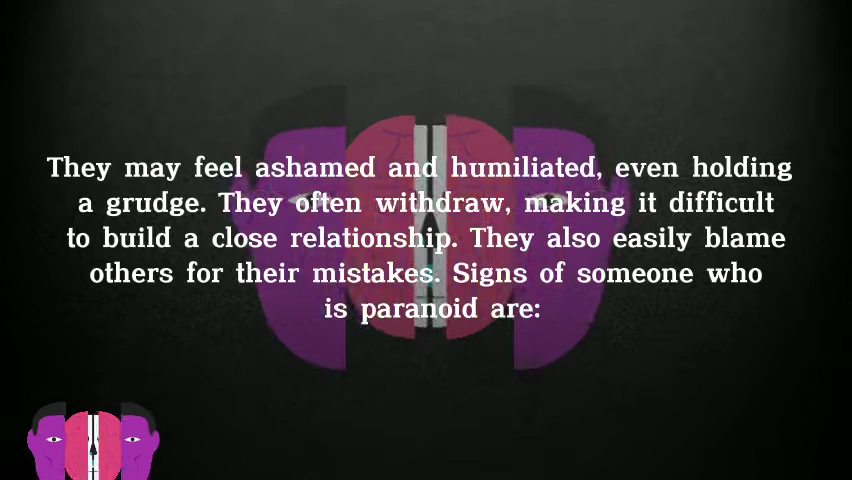 They may feel ashamed and humiliated, even holding
a grudge. They often withdraw, making it difficult
to build a close relationship. They also easily blame
others for their mistakes. Signs of someone who
is paranoid are: